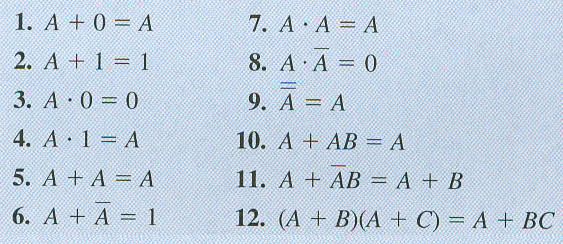 1. A + 0 = A
2. A + 1 = 1
3. A · 0 = 0
4. A · 1 = A
5. A + A = A
6. A + A̅ = 1
7. A · A = A
8. A · A̅ = 0
9. A̿ = A
10. A + AB = A
11. A + A̅B = A + B
12. (A + B)(A + C) = A + BC